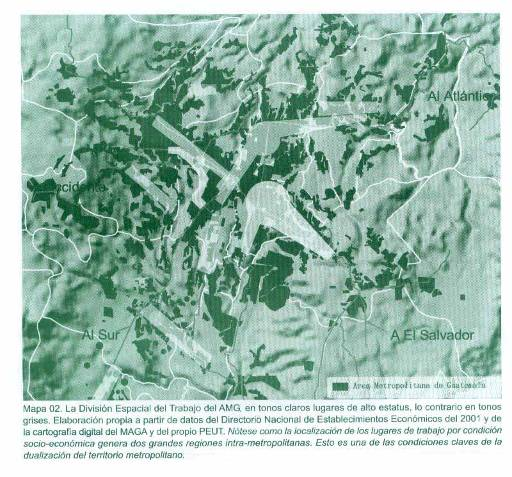 Al Atlántico
Occidente
Al Sur
A El Salvador
Area Metropolitana de Guatemala
Mapa 02. La División Espacial del Trabajo del AMG, en tonos claros lugares de alto estatus, lo contrario en tonos
grises. Elaboración propia a partir de datos del Directorio Nacional de Establecimientos Económicos del 2001 y de
la cartografía digital del MAGA y del propio PEUT. Nótese como la localización de los lugares de trabajo por condición
socio-económica genera dos grandes regiones intra-metropolitanas. Esto es una de las condiciones claves de la
dualización del territorio metropolitano.